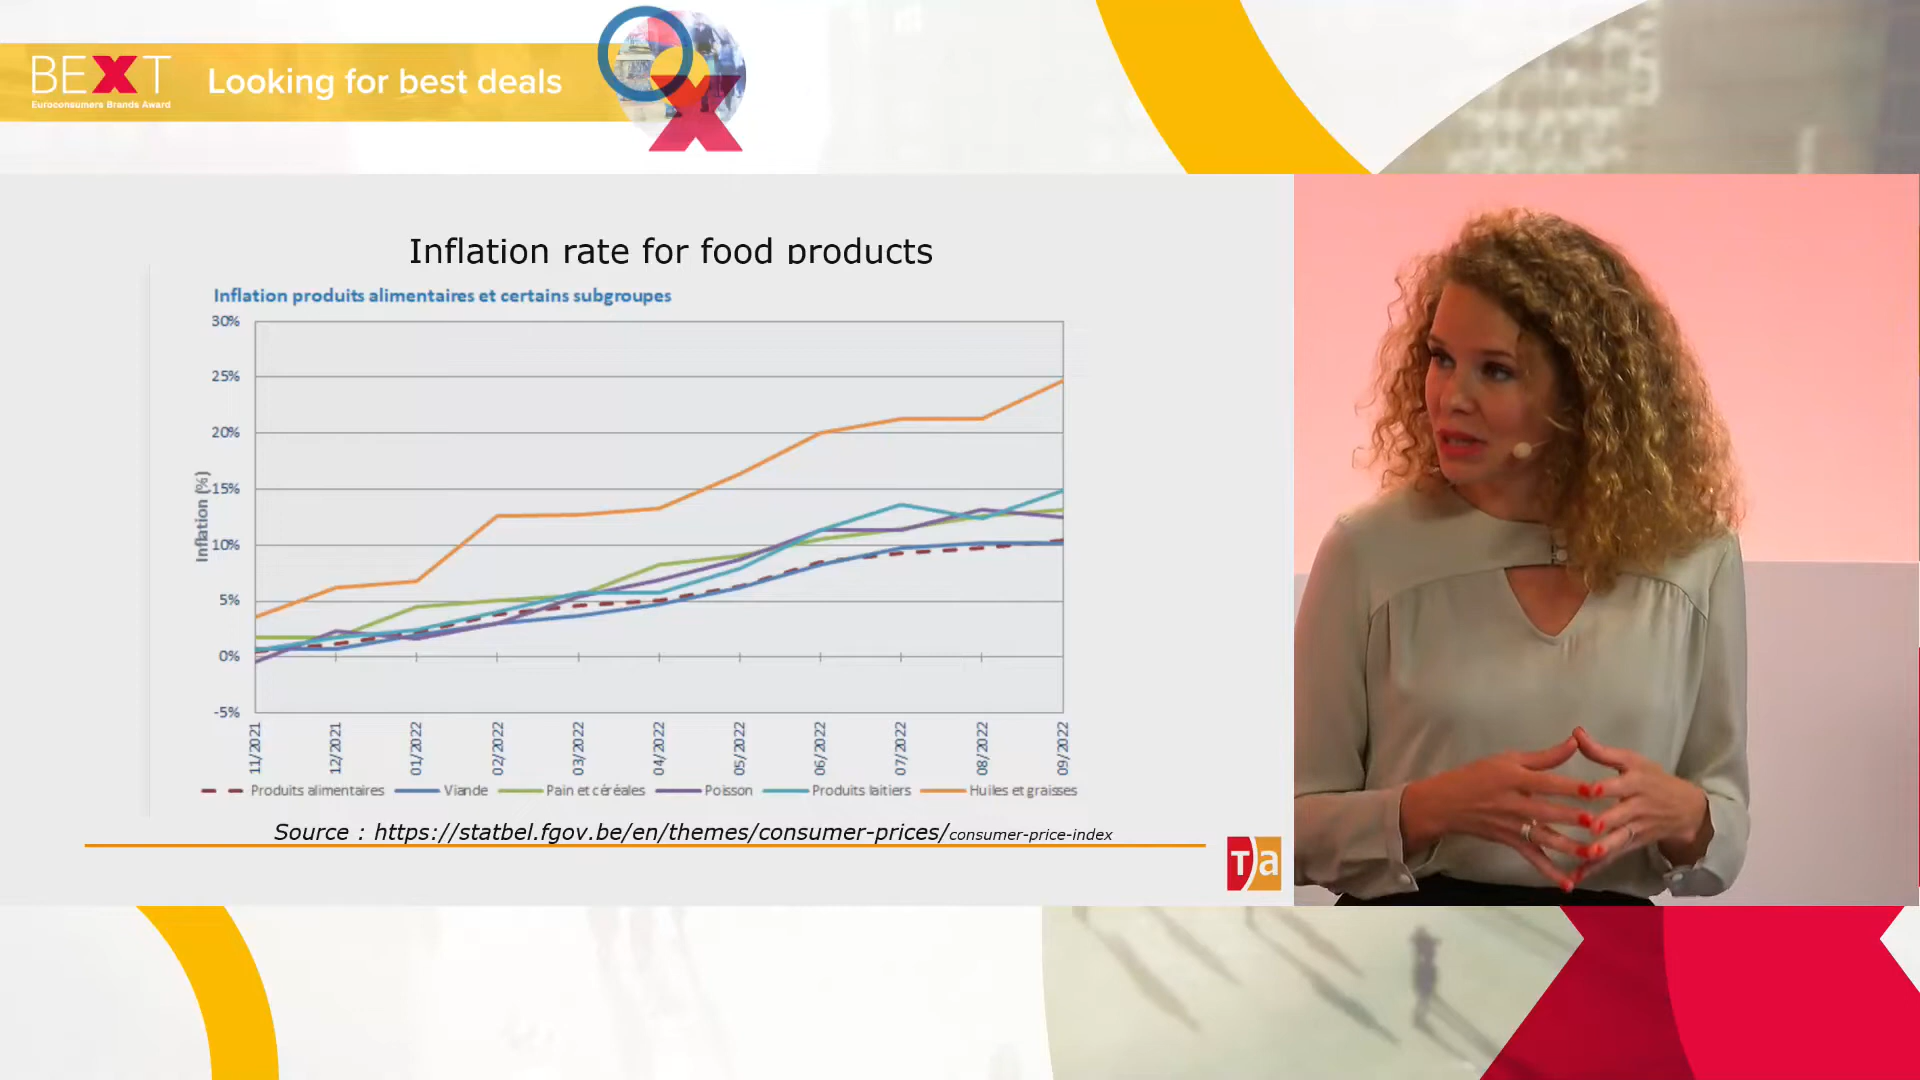 BEXT
Euroconsumers Brands Award
Looking for best deals
Inflation rate for food products
Inflation produits alimentaires et certains subgroupes
30%
25%
20%
15%
10%
5%
0%
-5%
Inflation (%)
11/2021
12/2021
01/2022
02/2022
03/2022
04/2022
05/2022
06/2022
07/2022
08/2022
09/2022
Produits alimentaires Viande Pain et céréales Poisson Produits laitiers Huiles et graisses
Source : https://statbel.fgov.be/en/themes/consumer-prices/consumer-price-index
Ta